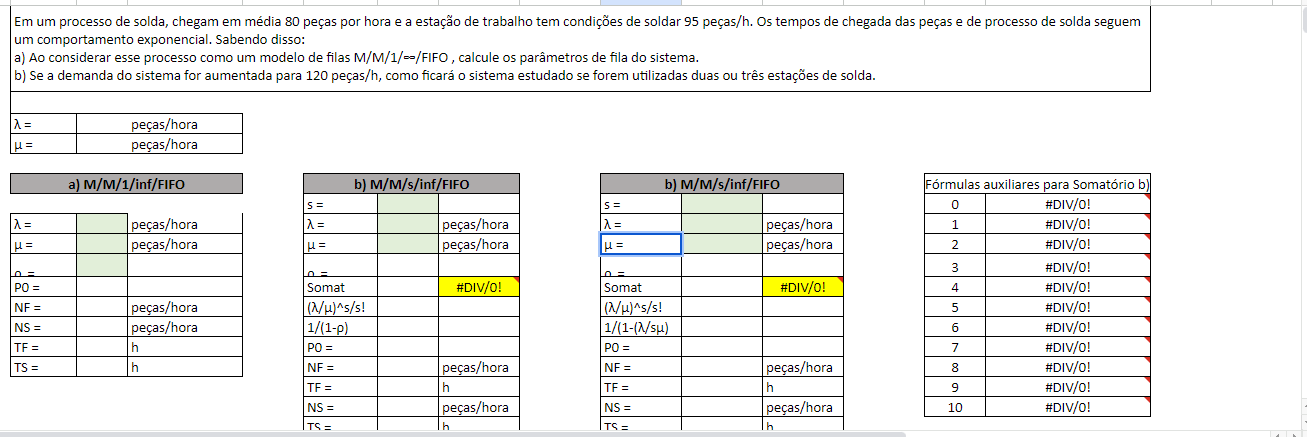 Em um processo de solda, chegam em média 80 peças por hora e a estação de trabalho tem condições de soldar 95 peças/h. Os tempos de chegada das peças e de processo de solda seguem
um comportamento exponencial. Sabendo disso:
a) Ao considerar esse processo como um modelo de filas M/M/1/∞/FIFO , calcule os parâmetros de fila do sistema.
b) Se a demanda do sistema for aumentada para 120 peças/h, como ficará o sistema estudado se forem utilizadas duas ou três estações de solda.
λ = peças/hora
μ = peças/hora
a) M/M/1/inf/FIFO
λ = peças/hora
μ = peças/hora
ρ =
P0 =
NF = peças/hora
NS = peças/hora
TF = h
TS = h
b) M/M/s/inf/FIFO
s =
λ = peças/hora
μ = peças/hora
ρ =
Somat #DIV/0!
(λ/μ)^s/s!
1/(1-ρ)
P0 =
NF = peças/hora
TF = h
NS = peças/hora
TS = h
b) M/M/s/inf/FIFO
s =
λ = peças/hora
μ = peças/hora
ρ =
Somat #DIV/0!
(λ/μ)^s/s!
1/(1-(λ/sμ)
P0 =
NF = peças/hora
TF = h
NS = peças/hora
TS = h
Fórmulas auxiliares para Somatório b)
0 #DIV/0!
1 #DIV/0!
2 #DIV/0!
3 #DIV/0!
4 #DIV/0!
5 #DIV/0!
6 #DIV/0!
7 #DIV/0!
8 #DIV/0!
9 #DIV/0!
10 #DIV/0!